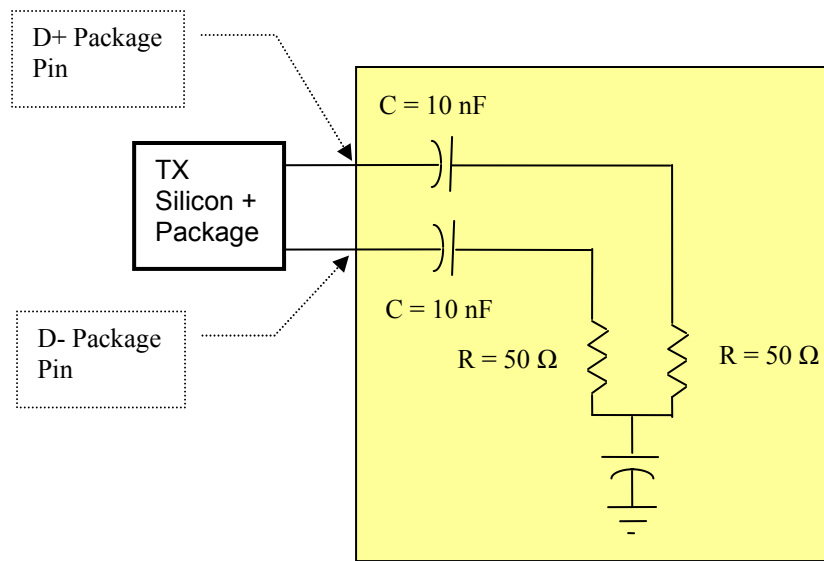 D+ Package
Pin
C = 10 nF
TX
Silicon +
Package
C = 10 nF
D- Package
Pin
R = 50 Ω
R = 50 Ω